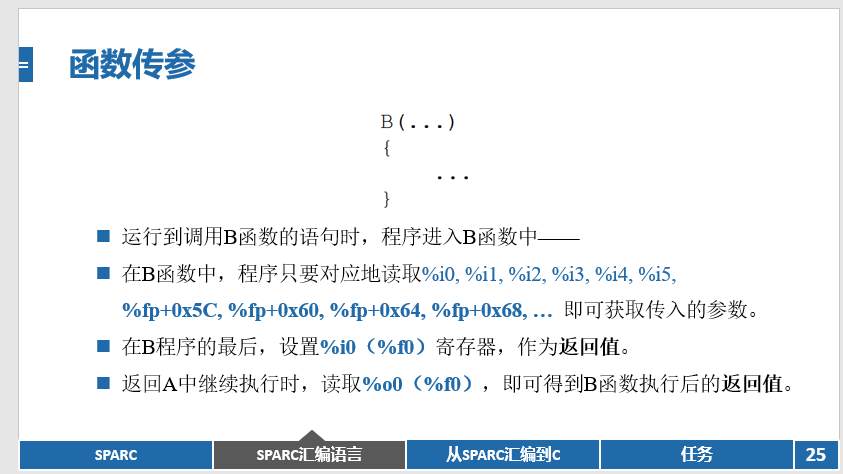 函数传参
B(...)
{
...
}
运行到调用B函数的语句时，程序进入B函数中——
在B函数中，程序只要对应地读取%i0, %i1, %i2, %i3, %i4, %i5,
%fp+0x5C, %fp+0x60, %fp+0x64, %fp+0x68, … 即可获取传入的参数。
在B程序的最后，设置%i0（%f0）寄存器，作为返回值。
返回A中继续执行时，读取%o0（%f0），即可得到B函数执行后的返回值。
SPARC
SPARC汇编语言
从SPARC汇编到C
任务
25